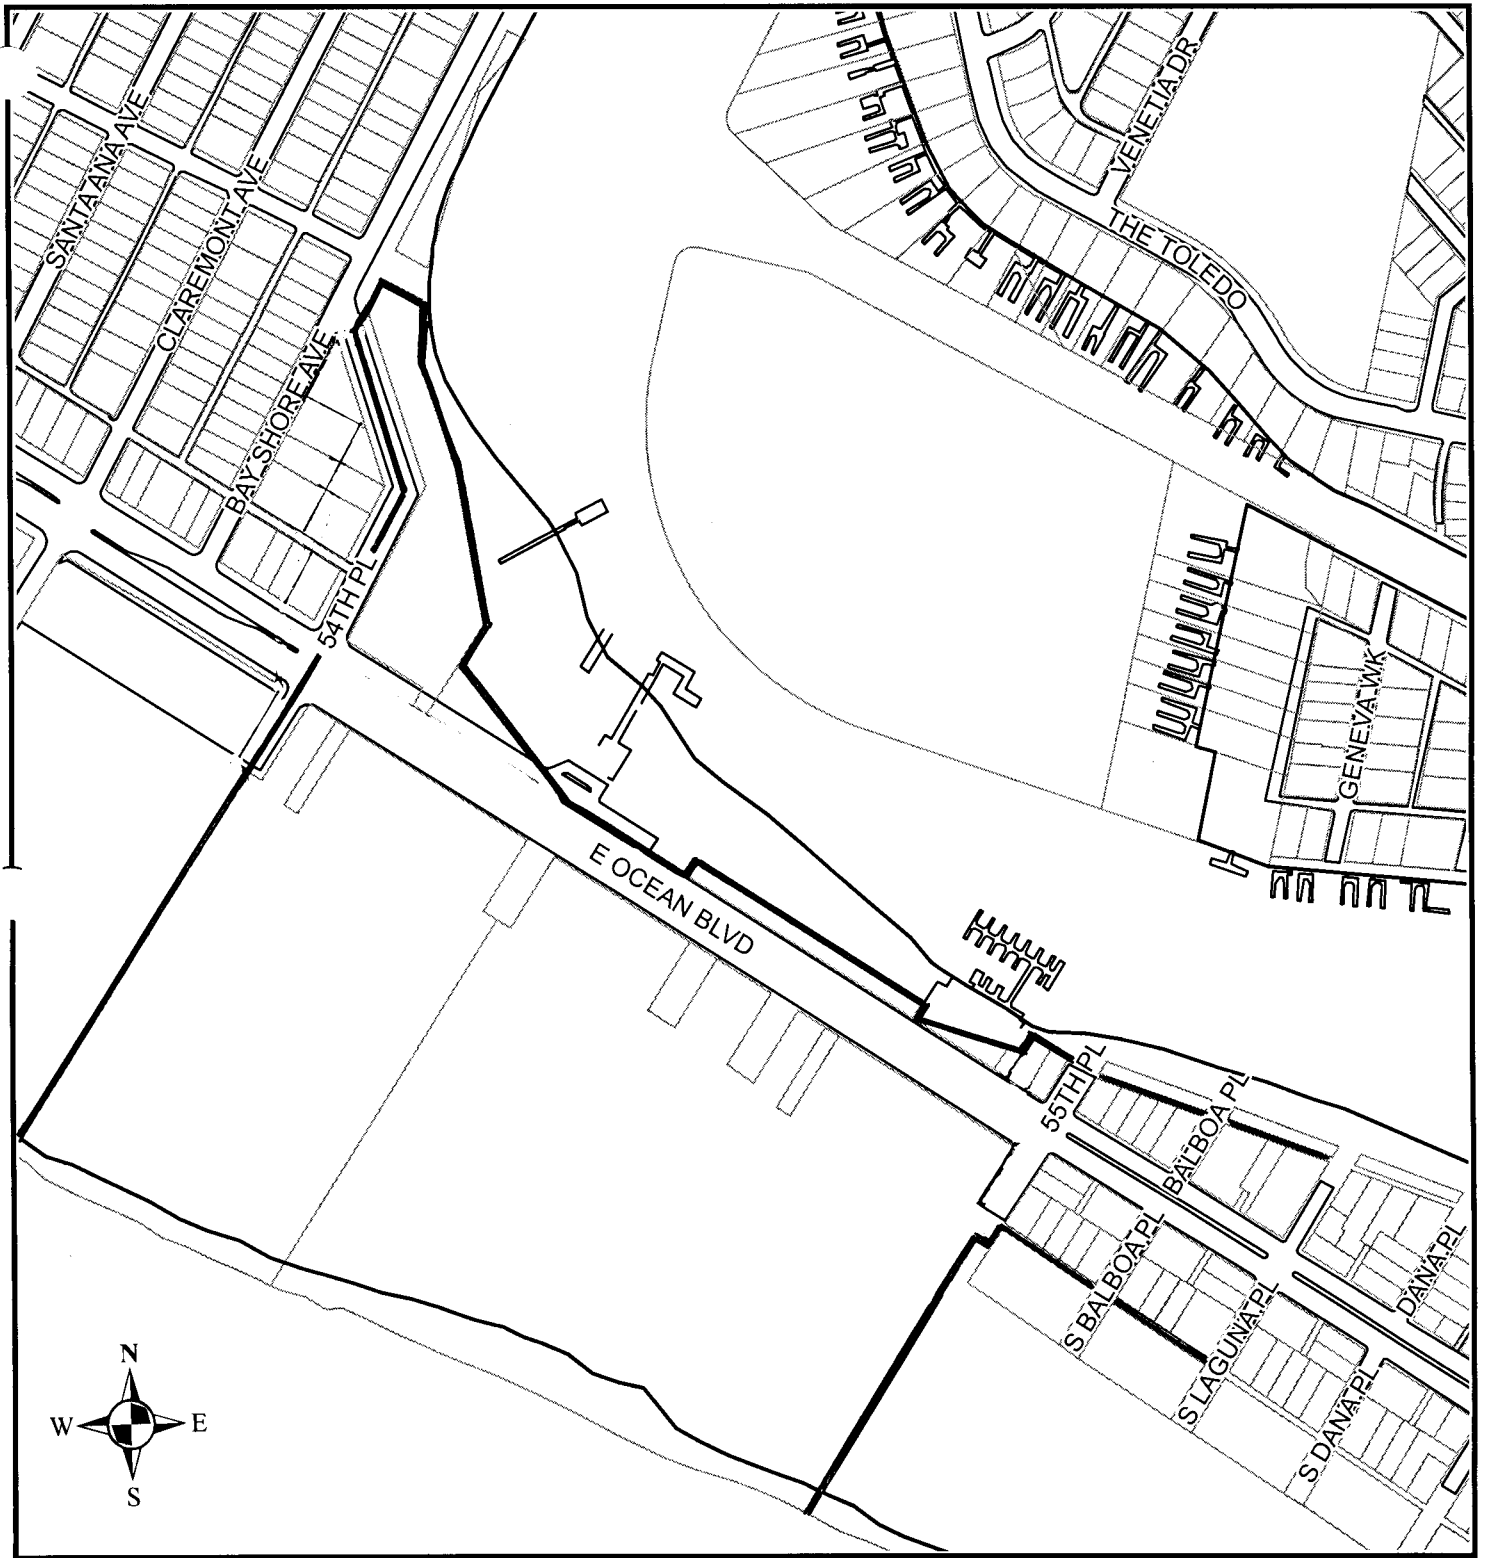 VENETIA DR
SANTA ANA AVE
CLAREMONT AVE
THE TOLEDO
BAY SHORE AVE
54TH PL
GENEVA WK
E OCEAN BLVD
55TH PL
BALBOA PL
S BALBOA PL
DANA PL
S LAGUNA PL
S DANA PL
N
W
E
S